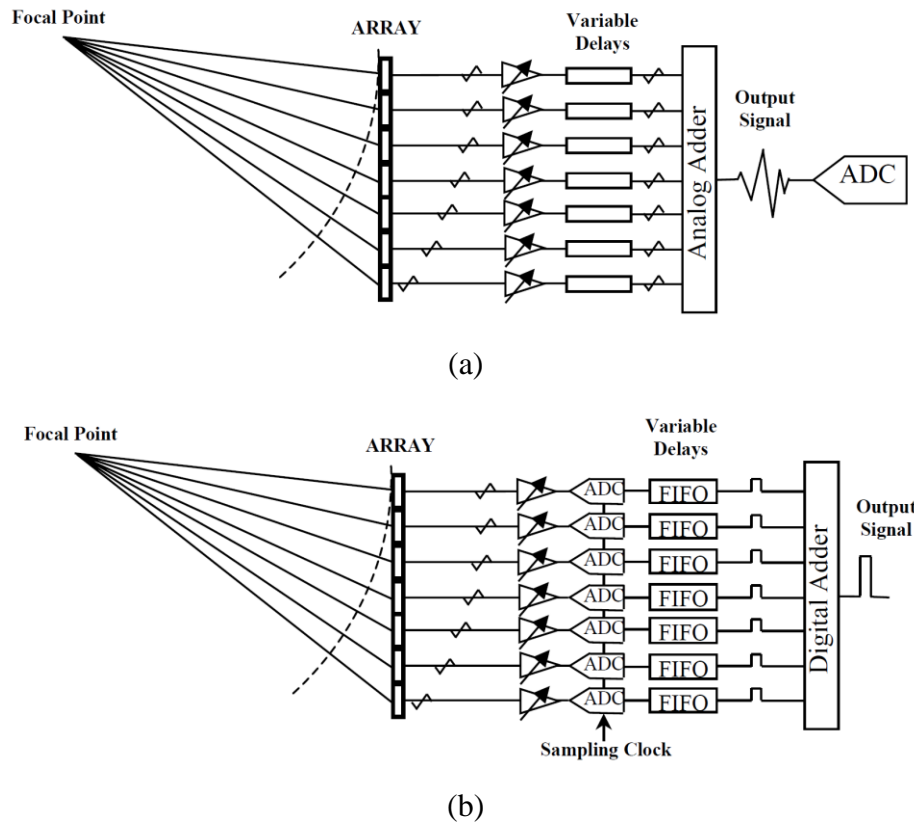 Focal Point
ARRAY
Variable
Delays
Analog Adder
Output
Signal
ADC
(a)
Focal Point
ARRAY
Variable
Delays
ADC
FIFO
ADC
FIFO
ADC
FIFO
ADC
FIFO
ADC
FIFO
ADC
FIFO
ADC
FIFO
Digital Adder
Output
Signal
Sampling Clock
(b)